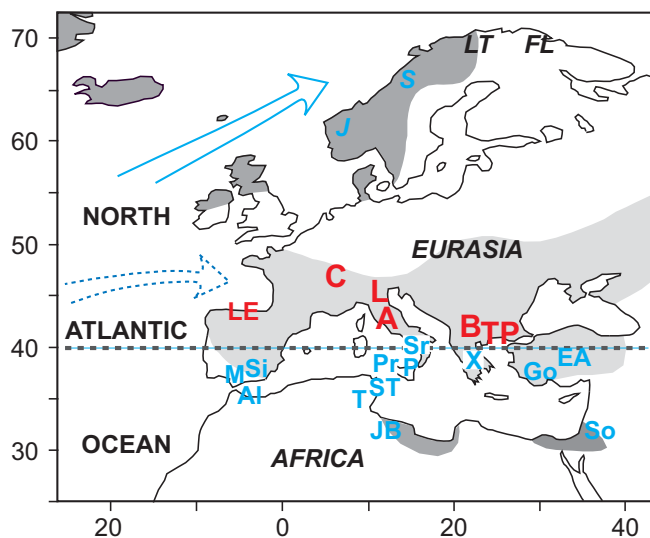 70
LT FL
S
60
J
NORTH
50
EURASIA
C
L
LE
A
B
TP
ATLANTIC
40
Sr
Si
M
Pr
P
X
EA
Go
ST
Al
T
JB
So
OCEAN
AFRICA
30
20 0 20 40